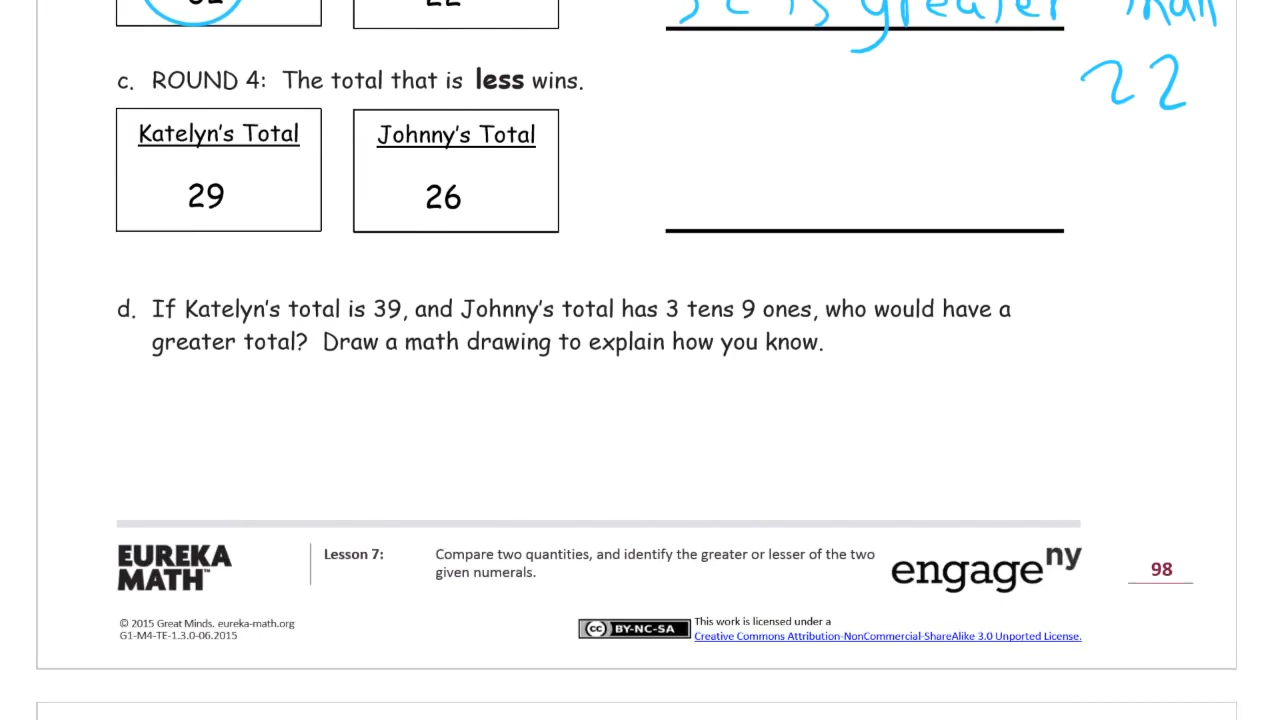 is greater than
22
c. ROUND 4: The total that is less wins.
Katelyn's Total
Johnny's Total
29
26
d. If Katelyn's total is 39, and Johnny's total has 3 tens 9 ones, who would have a
greater total? Draw a math drawing to explain how you know.
EUREKA
MATH™
Lesson 7:
Compare two quantities, and identify the greater or lesser of the two
given numerals.
engageny
98
© 2015 Great Minds. eureka-math.org
G1-M4-TE-1.3.0-06.2015
cc BY-NC-SA
This work is licensed under a
Creative Commons Attribution-NonCommercial-ShareAlike 3.0 Unported License.